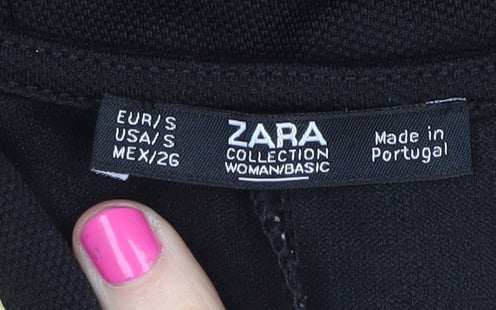 EUR/S
USA/S
MEX/26
ZARA
COLLECTION
WOMAN/BASIC
Made in
Portugal